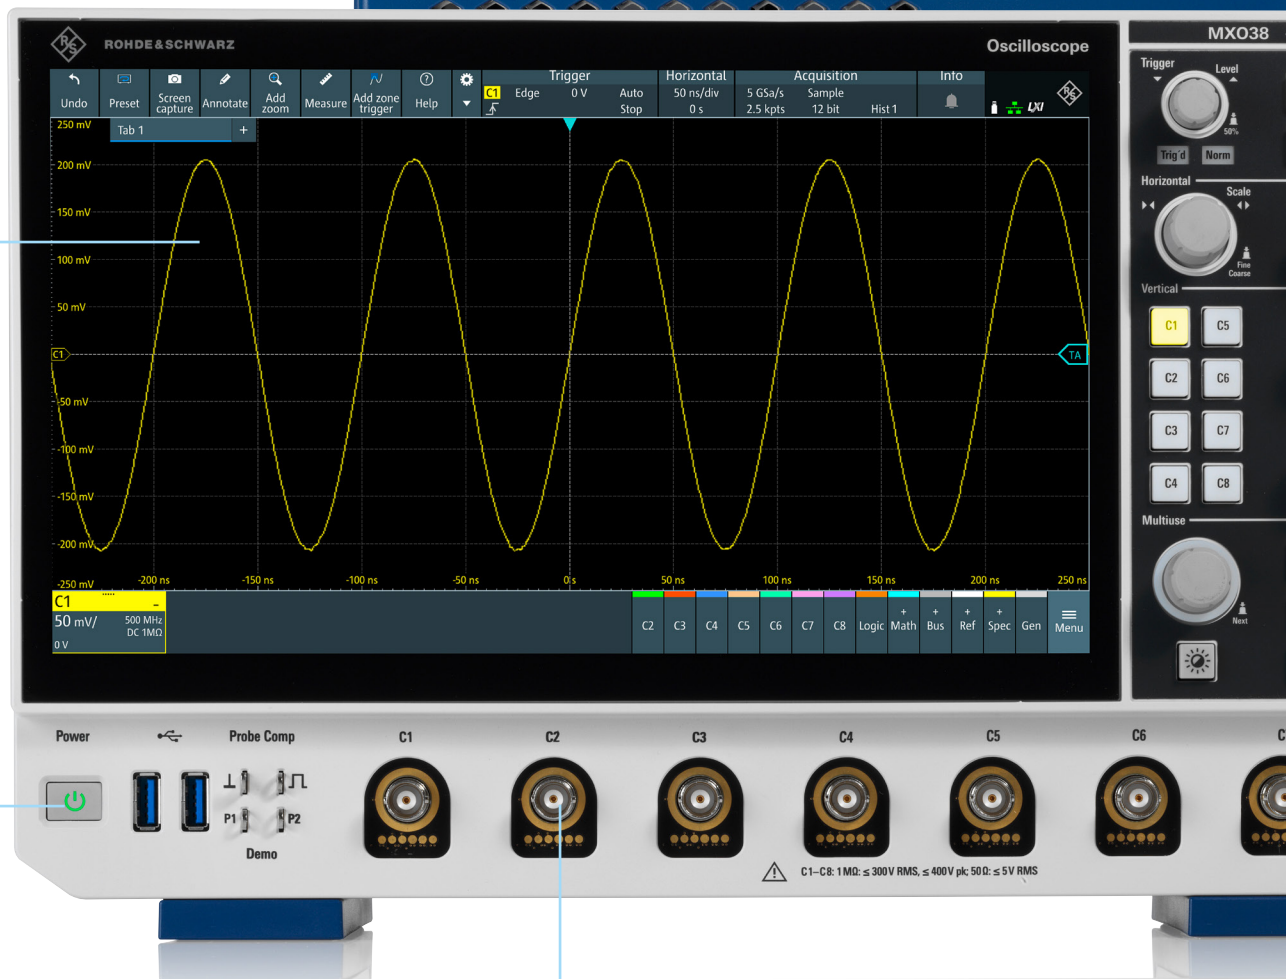 MXO38
R&S ROHDE&SCHWARZ
Oscilloscope
Undo
Preset
Screen capture
Annotate
Add zoom
Measure
Add zone trigger
Help
Trigger
C1 Edge 0 V Auto
Stop
Horizontal
50 ns/div
0 s
Acquisition
5 GSa/s Sample
2.5 kpts 12 bit Hist 1
Info
LXI
R&S
Tab 1 +
250 mV
200 mV
150 mV
100 mV
50 mV
C1
TA
-50 mV
-100 mV
-150 mV
-200 mV
-250 mV
-200 ns -150 ns -100 ns -50 ns 0 s 50 ns 100 ns 150 ns 200 ns 250 ns
C1
50 mV/ 500 MHz
DC 1MΩ
0 V
C2 C3 C4 C5 C6 C7 C8 Logic + Math + Bus + Ref + Spec Gen Menu
Trigger
Level
50%
Trig'd Norm
Horizontal
Scale
Fine
Coarse
Vertical
C1 C5
C2 C6
C3 C7
C4 C8
Multiuse
Next
Power
Probe Comp
C1 C2 C3 C4 C5 C6
P1 P2
Demo
C1–C8: 1 MΩ: ≤ 300 V RMS, ≤ 400 V pk; 50 Ω: ≤ 5 V RMS